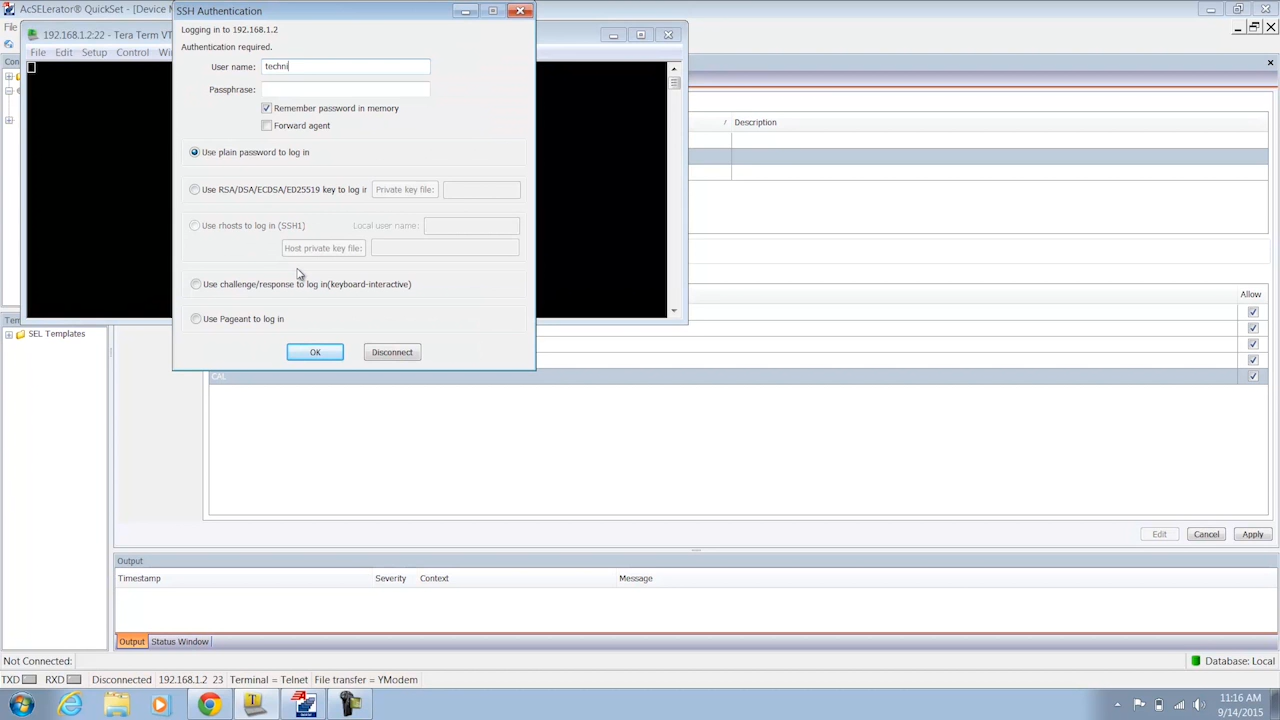 AcSELerator® QuickSet - [Device M
SSH Authentication
File
192.168.1.2:22 - Tera Term VT
Logging in to 192.168.1.2
Authentication required.
File Edit Setup Control Wi
User name: techni
Passphrase:
Remember password in memory
Forward agent
/ Description
Use plain password to log in
Use RSA/DSA/ECDSA/ED25519 key to log in Private key file:
Use rhosts to log in (SSH1) Local user name:
Host private key file:
Use challenge/response to log in(keyboard-interactive)
Allow
Use Pageant to log in
SEL Templates
OK Disconnect
CAL
Edit Cancel Apply
Output
Timestamp Severity Context Message
Output Status Window
Not Connected: Database: Local
TXD RXD Disconnected 192.168.1.2 23 Terminal = Telnet File transfer = YModem
11:16 AM
9/14/2015